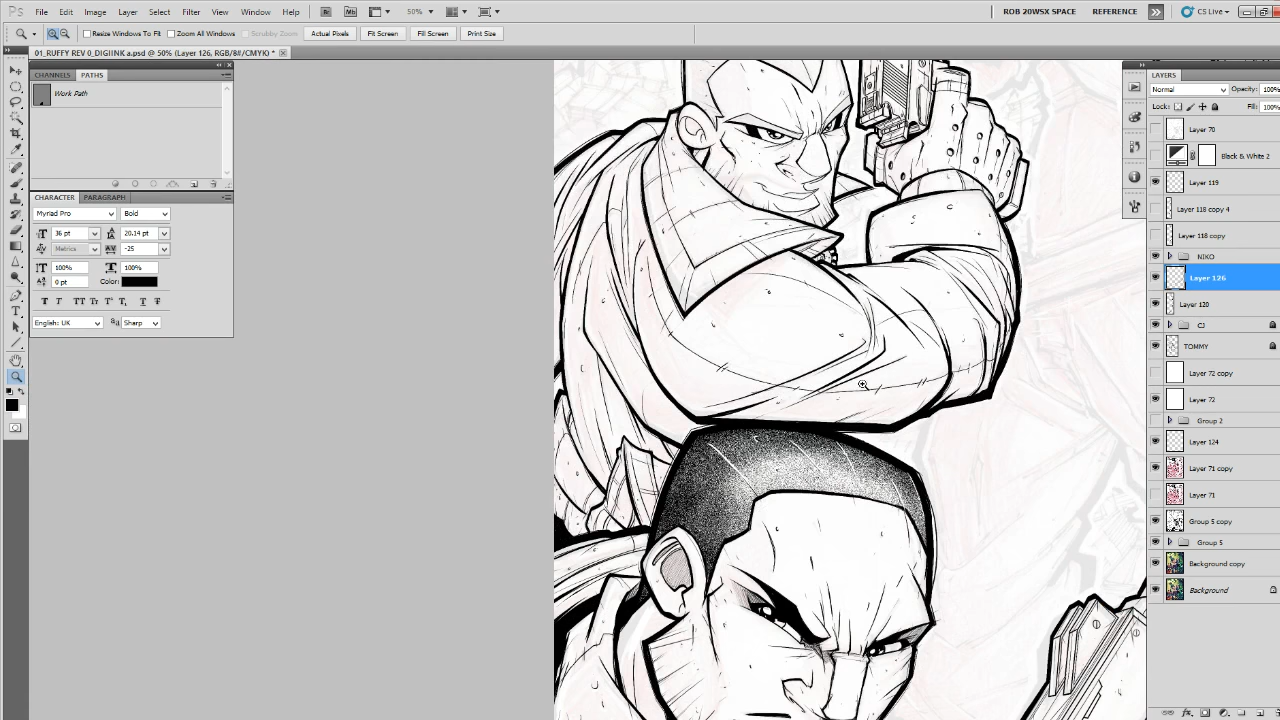 Ps File Edit Image Layer Select Filter View Window Help Br Mb 50% ROB 20WSX SPACE REFERENCE CS Live
Resize Windows To Fit Zoom All Windows Scrubby Zoom Actual Pixels Fit Screen Fill Screen Print Size
01_RUFFY REV 0_DIGIINK a.psd @ 50% (Layer 126, RGB/8#/CMYK) *
CHANNELS PATHS
Work Path
CHARACTER PARAGRAPH
Myriad Pro Bold
36 pt 20,14 pt
Metrics -25
100% 100%
0 pt Color:
English: UK Sharp
LAYERS
Normal Opacity: 100%
Lock: Fill: 100%
Layer 70
Black & White 2
Layer 119
Layer 118 copy 4
Layer 118 copy
NIKO
Layer 126
Layer 120
CJ
TOMMY
Layer 72 copy
Layer 72
Group 2
Layer 124
Layer 71 copy
Layer 71
Group 5 copy
Group 5
Background copy
Background